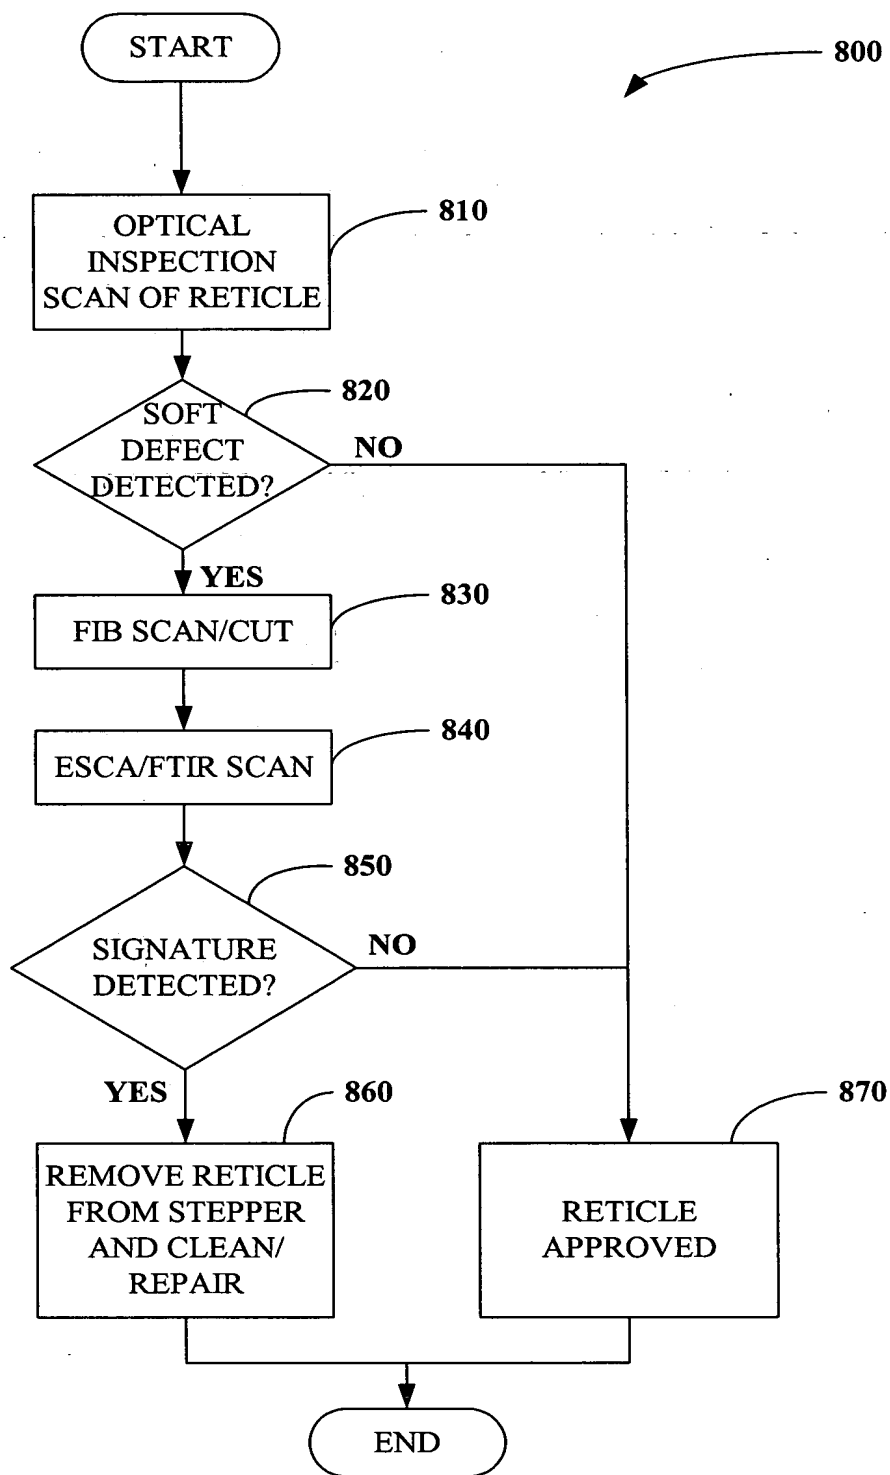 START
800
810
OPTICAL
INSPECTION
SCAN OF RETICLE
820
SOFT
DEFECT
DETECTED?
NO
YES
830
FIB SCAN/CUT
840
ESCA/FTIR SCAN
850
SIGNATURE
DETECTED?
NO
YES
860
870
REMOVE RETICLE
FROM STEPPER
AND CLEAN/
REPAIR
RETICLE
APPROVED
END